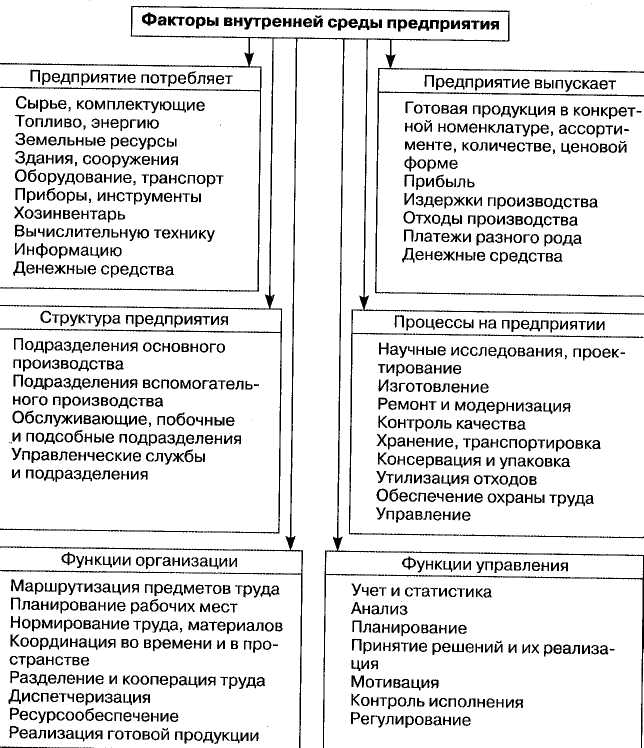 Факторы внутренней среды предприятия
Предприятие потребляет
Сырье, комплектующие
Топливо, энергию
Земельные ресурсы
Здания, сооружения
Оборудование, транспорт
Приборы, инструменты
Хозинвентарь
Вычислительную технику
Информацию
Денежные средства
Предприятие выпускает
Готовая продукция в конкрет-
ной номенклатуре, ассорти-
менте, количестве, ценовой
форме
Прибыль
Издержки производства
Отходы производства
Платежи разного рода
Денежные средства
Структура предприятия
Подразделения основного
производства
Подразделения вспомогатель-
ного производства
Обслуживающие, побочные
и подсобные подразделения
Управленческие службы
и подразделения
Процессы на предприятии
Научные исследования, проек-
тирование
Изготовление
Ремонт и модернизация
Контроль качества
Хранение, транспортировка
Консервация и упаковка
Утилизация отходов
Обеспечение охраны труда
Управление
Функции организации
Маршрутизация предметов труда
Планирование рабочих мест
Нормирование труда, материалов
Координация во времени и в про-
странстве
Разделение и кооперация труда
Диспетчеризация
Ресурсообеспечение
Реализация готовой продукции
Функции управления
Учет и статистика
Анализ
Планирование
Принятие решений и их реализа-
ция
Мотивация
Контроль исполнения
Регулирование